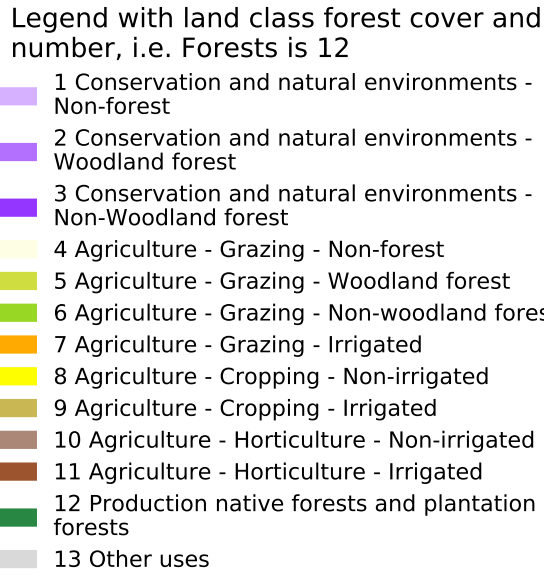 Legend with land class forest cover and
number, i.e. Forests is 12
1 Conservation and natural environments -
Non-forest
2 Conservation and natural environments -
Woodland forest
3 Conservation and natural environments -
Non-Woodland forest
4 Agriculture - Grazing - Non-forest
5 Agriculture - Grazing - Woodland forest
6 Agriculture - Grazing - Non-woodland fores
7 Agriculture - Grazing - Irrigated
8 Agriculture - Cropping - Non-irrigated
9 Agriculture - Cropping - Irrigated
10 Agriculture - Horticulture - Non-irrigated
11 Agriculture - Horticulture - Irrigated
12 Production native forests and plantation
forests
13 Other uses